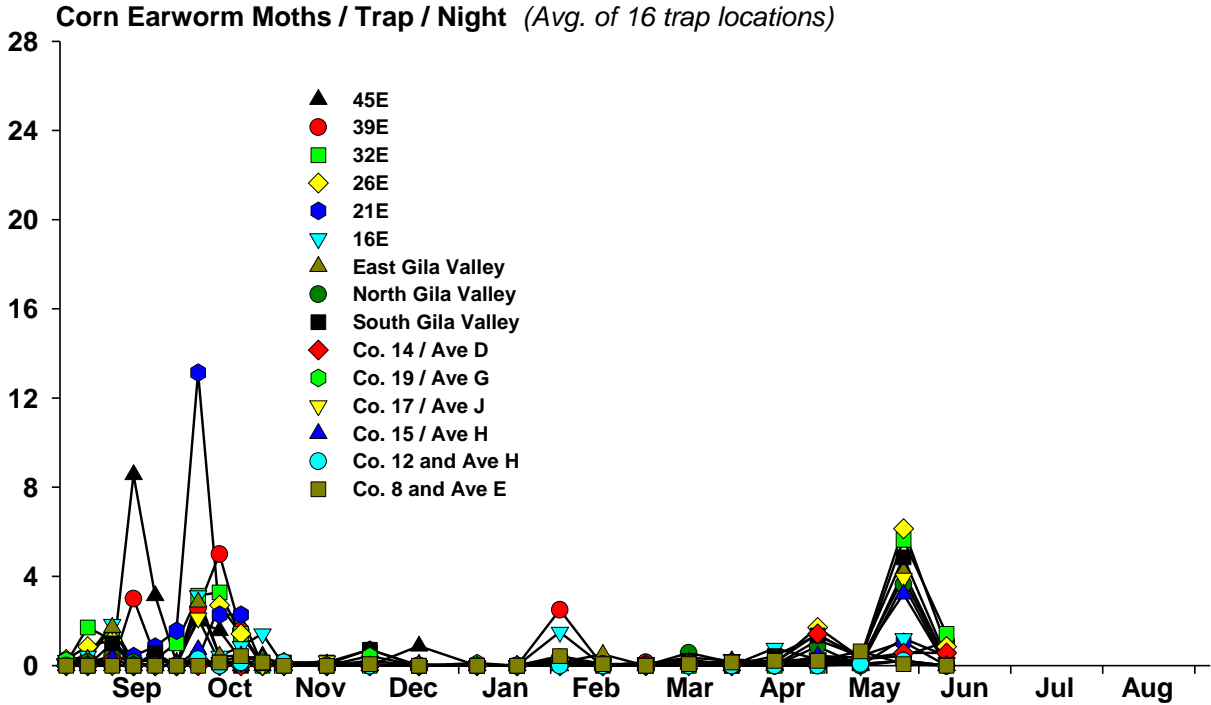 Corn Earworm Moths / Trap / Night (Avg. of 16 trap locations)
28
24
20
16
12
8
4
0
45E
39E
32E
26E
21E
16E
East Gila Valley
North Gila Valley
South Gila Valley
Co. 14 / Ave D
Co. 19 / Ave G
Co. 17 / Ave J
Co. 15 / Ave H
Co. 12 and Ave H
Co. 8 and Ave E
Sep Oct Nov Dec Jan Feb Mar Apr May Jun Jul Aug